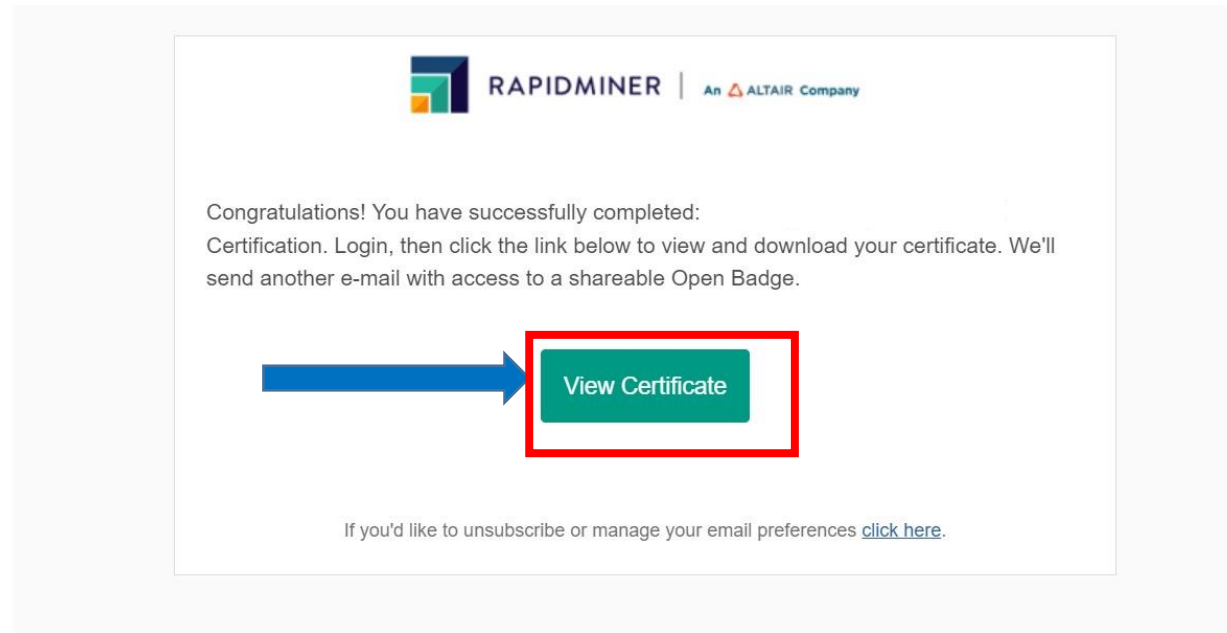 RAPIDMINER | An ALTAIR Company
Congratulations! You have successfully completed:
Certification. Login, then click the link below to view and download your certificate. We'll
send another e-mail with access to a shareable Open Badge.
View Certificate
If you'd like to unsubscribe or manage your email preferences click here.